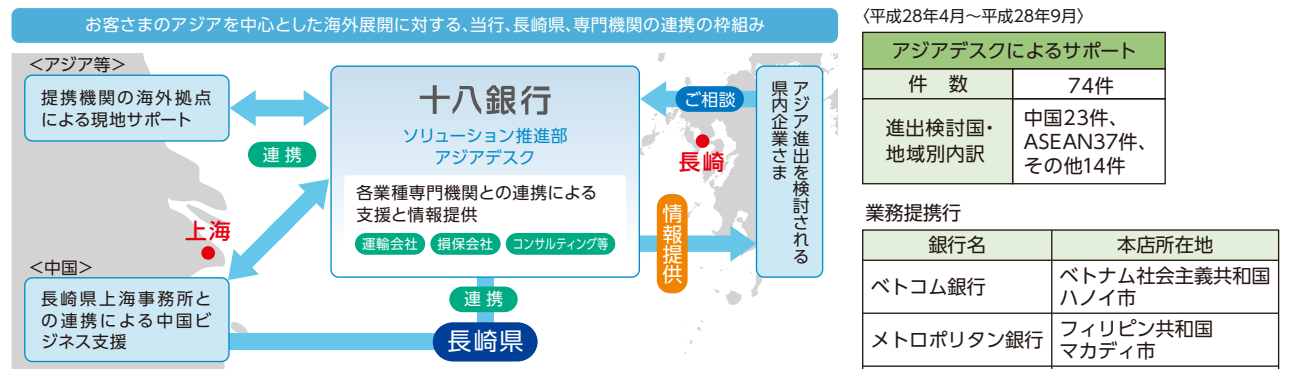 お客さまのアジアを中心とした海外展開に対する、当行、長崎県、専門機関の連携の枠組み
<アジア等>
提携機関の海外拠点
による現地サポート
連携
上海
<中国>
長崎県上海事務所と
の連携による中国ビ
ジネス支援
十八銀行
ソリューション推進部
アジアデスク
各業種専門機関との連携による
支援と情報提供
運輸会社
損保会社
コンサルティング等
連携
長崎県
ご相談
長崎
情報提供
アジア進出を検討される
県内企業さま
〈平成28年4月～平成28年9月〉
アジアデスクによるサポート
件　数 74件
進出検討国・
地域別内訳
中国23件、
ASEAN37件、
その他14件
業務提携行
銀行名 本店所在地
ベトコム銀行
ベトナム社会主義共和国
ハノイ市
メトロポリタン銀行
フィリピン共和国
マカディ市